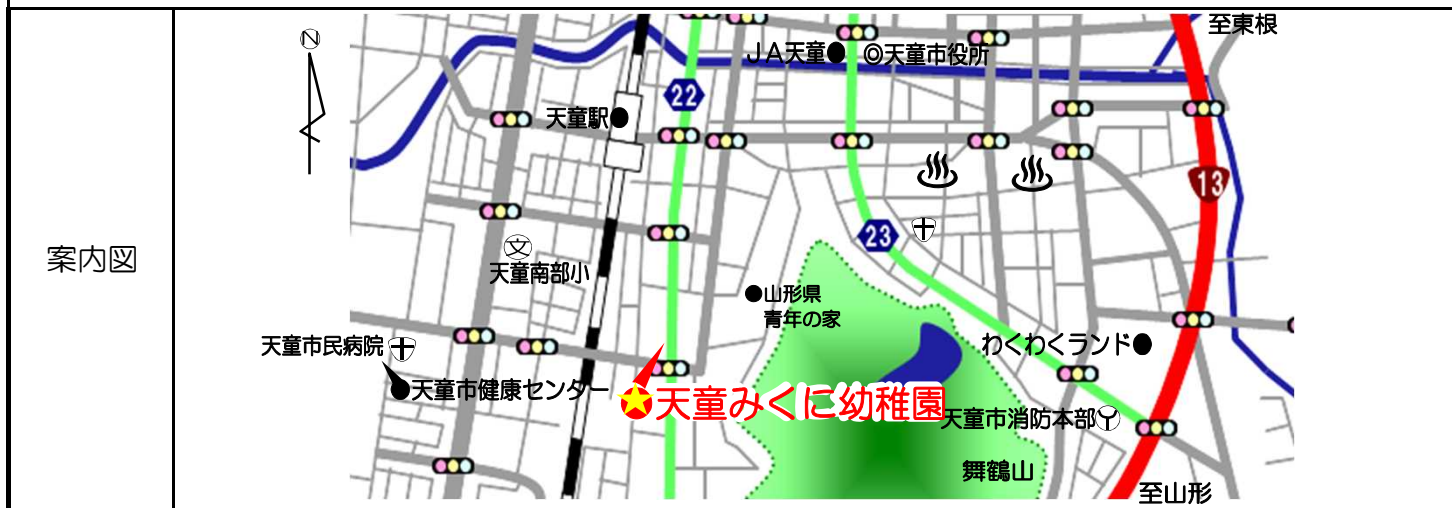 案内図
N
至東根
JA天童
◎天童市役所
22
天童駅
13
23
文
天童南部小
山形県
青年の家
天童市民病院
わくわくランド
天童市健康センター
天童みくに幼稚園
天童市消防本部
舞鶴山
至山形